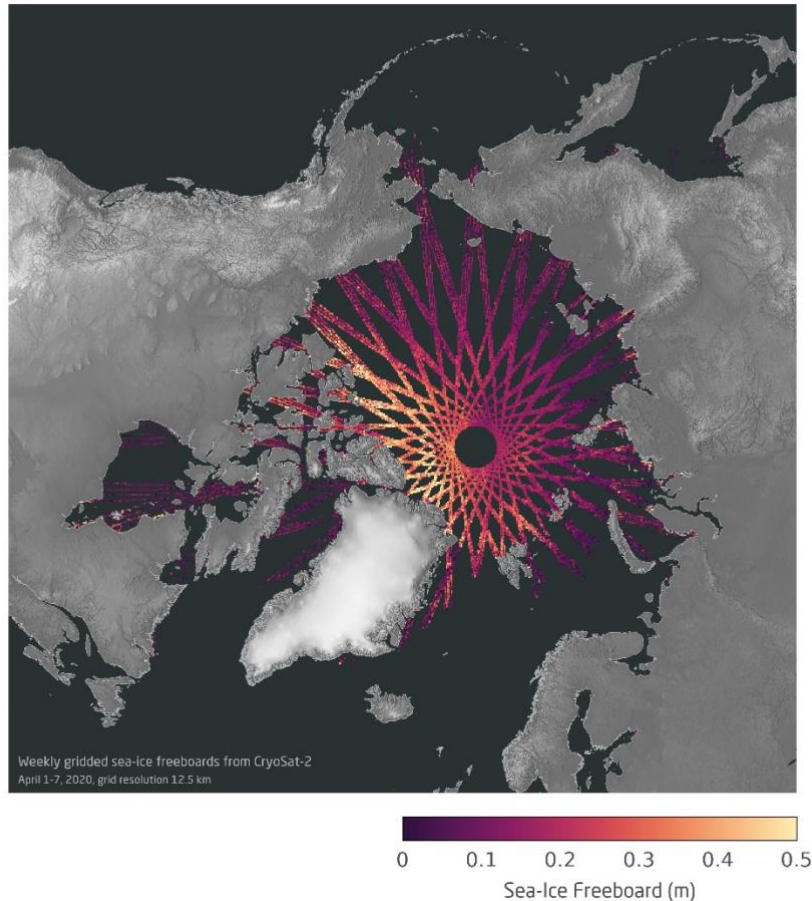 Weekly gridded sea-ice freeboards from CryoSat-2
April 1-7, 2020, grid resolution 12.5 km
0 0.1 0.2 0.3 0.4 0.5
Sea-Ice Freeboard (m)